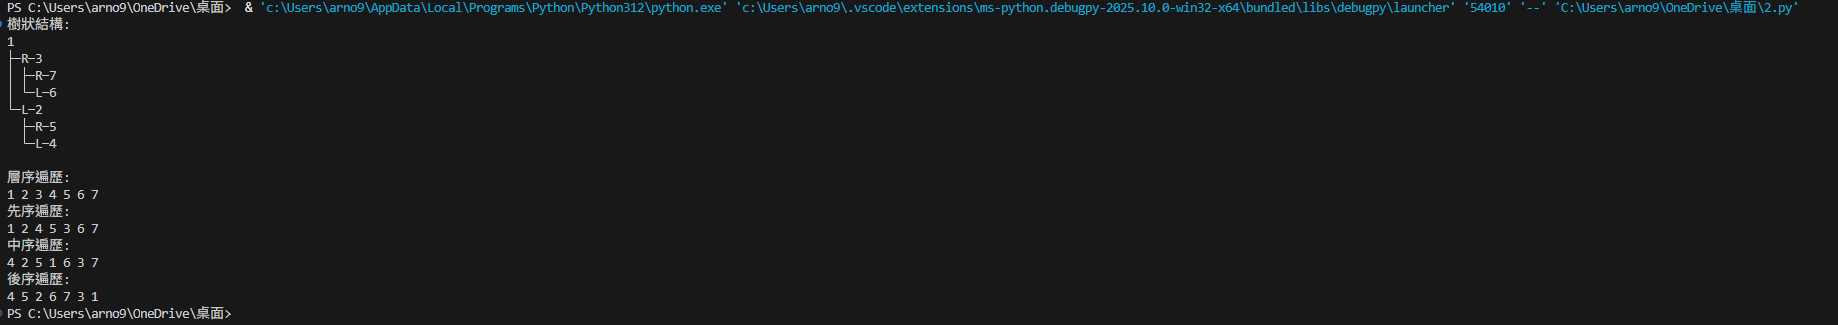 PS C:\Users\arno9\OneDrive\桌面>  & 'c:\Users\arno9\AppData\Local\Programs\Python\Python312\python.exe' 'c:\Users\arno9\.vscode\extensions\ms-python.debugpy-2025.10.0-win32-x64\bundled\libs\debugpy\launcher' '54010' '--' 'C:\Users\arno9\OneDrive\桌面\2.py'
樹狀結構:
1
├─R─3
│ ├─R─7
│ └─L─6
└─L─2
  ├─R─5
  └─L─4

層序遍歷:
1 2 3 4 5 6 7
先序遍歷:
1 2 4 5 3 6 7
中序遍歷:
4 2 5 1 6 3 7
後序遍歷:
4 5 2 6 7 3 1
PS C:\Users\arno9\OneDrive\桌面>